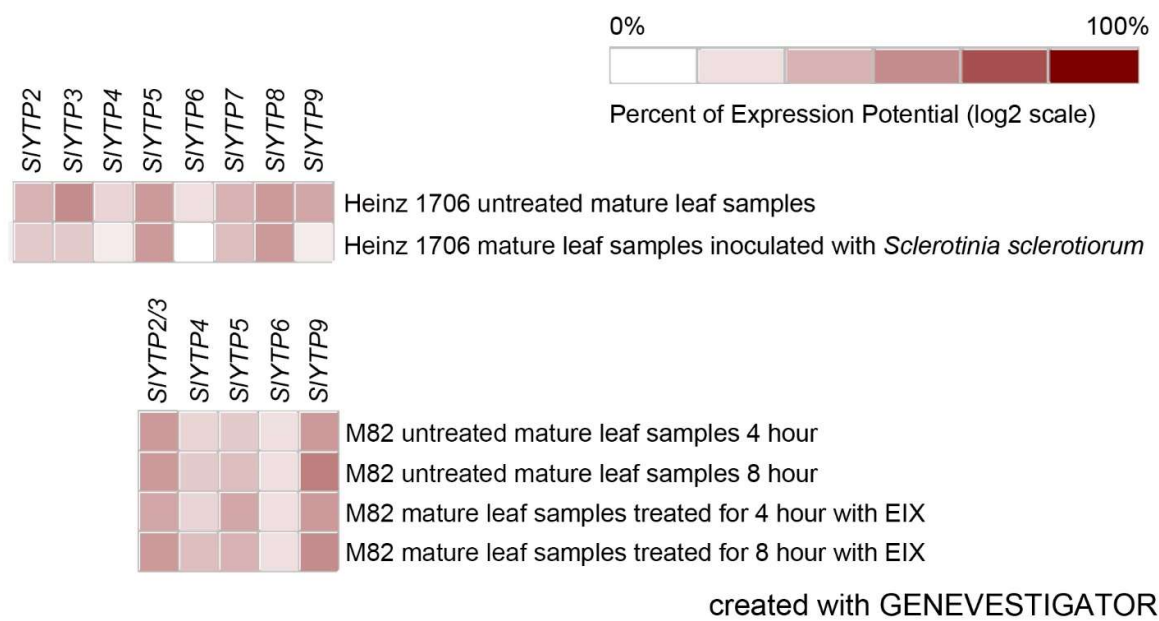 0% 100%
Percent of Expression Potential (log2 scale)
SlYTP2 SlYTP3 SlYTP4 SlYTP5 SlYTP6 SlYTP7 SlYTP8 SlYTP9
Heinz 1706 untreated mature leaf samples
Heinz 1706 mature leaf samples inoculated with Sclerotinia sclerotiorum
SlYTP2/3 SlYTP4 SlYTP5 SlYTP6 SlYTP9
M82 untreated mature leaf samples 4 hour
M82 untreated mature leaf samples 8 hour
M82 mature leaf samples treated for 4 hour with EIX
M82 mature leaf samples treated for 8 hour with EIX
created with GENEVESTIGATOR